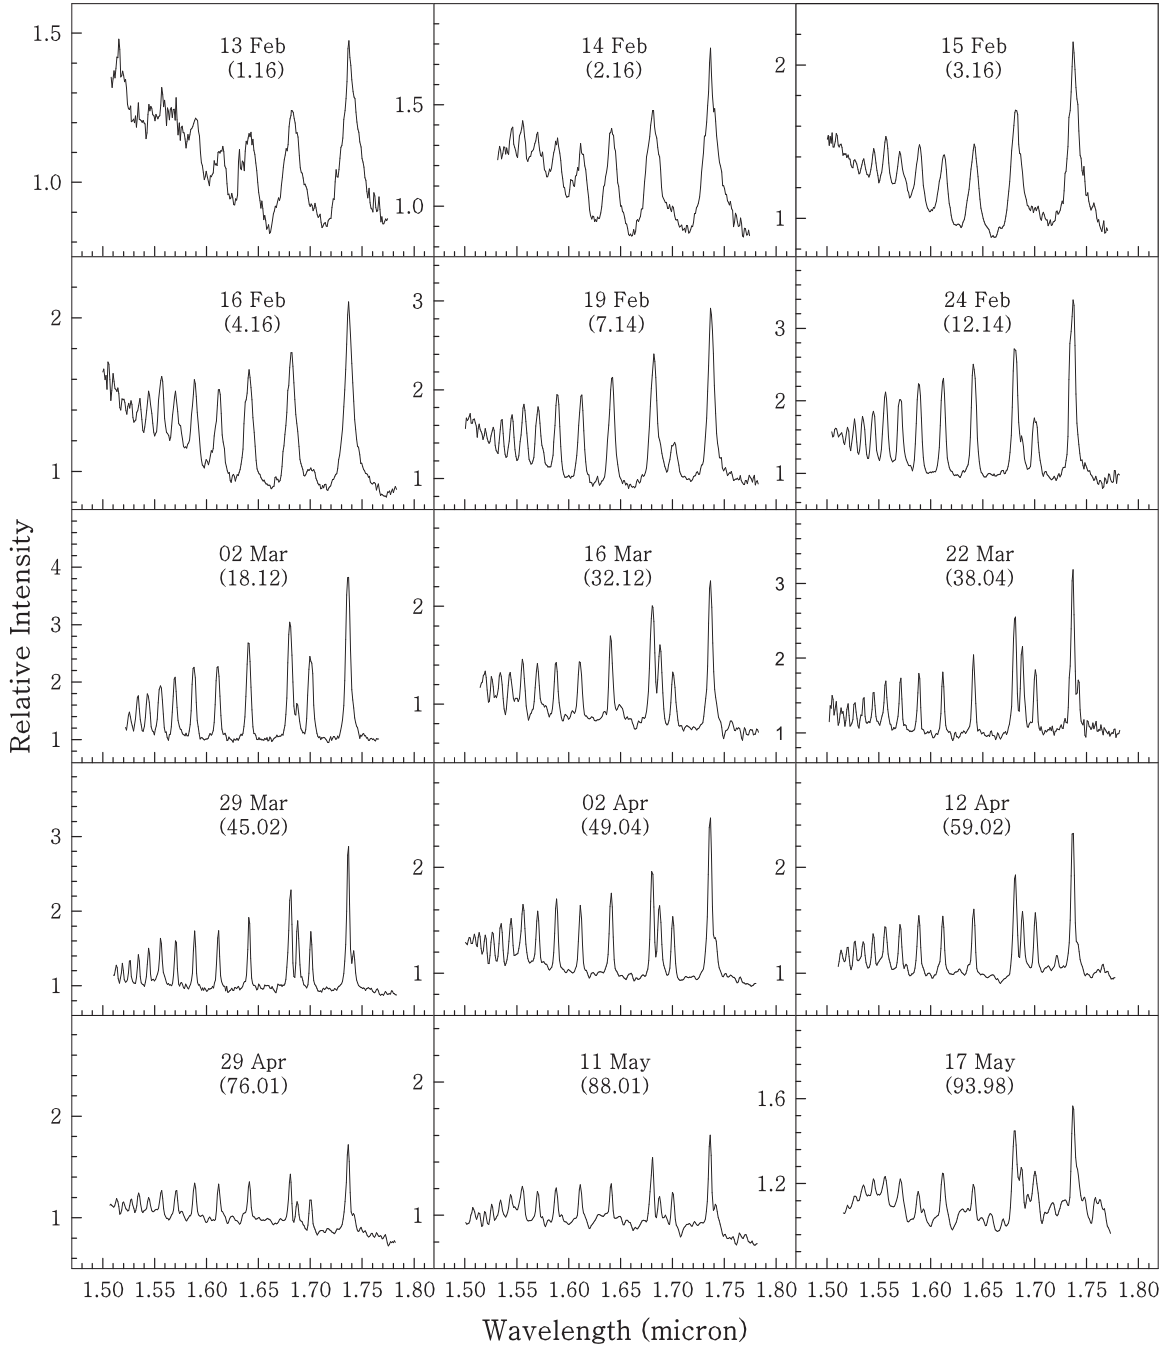 1.5
1.0
13 Feb
(1.16)
1.5
1.0
14 Feb
(2.16)
2
1
15 Feb
(3.16)
2
1
16 Feb
(4.16)
3
2
1
19 Feb
(7.14)
3
2
1
24 Feb
(12.14)
Relative Intensity
4
3
2
1
02 Mar
(18.12)
2
1
16 Mar
(32.12)
3
2
1
22 Mar
(38.04)
3
2
1
29 Mar
(45.02)
2
1
02 Apr
(49.04)
2
1
12 Apr
(59.02)
2
1
29 Apr
(76.01)
2
1
11 May
(88.01)
1.6
1.2
17 May
(93.98)
1.50 1.55 1.60 1.65 1.70 1.75 1.80 1.50 1.55 1.60 1.65 1.70 1.75 1.80 1.50 1.55 1.60 1.65 1.70 1.75 1.80
Wavelength (micron)